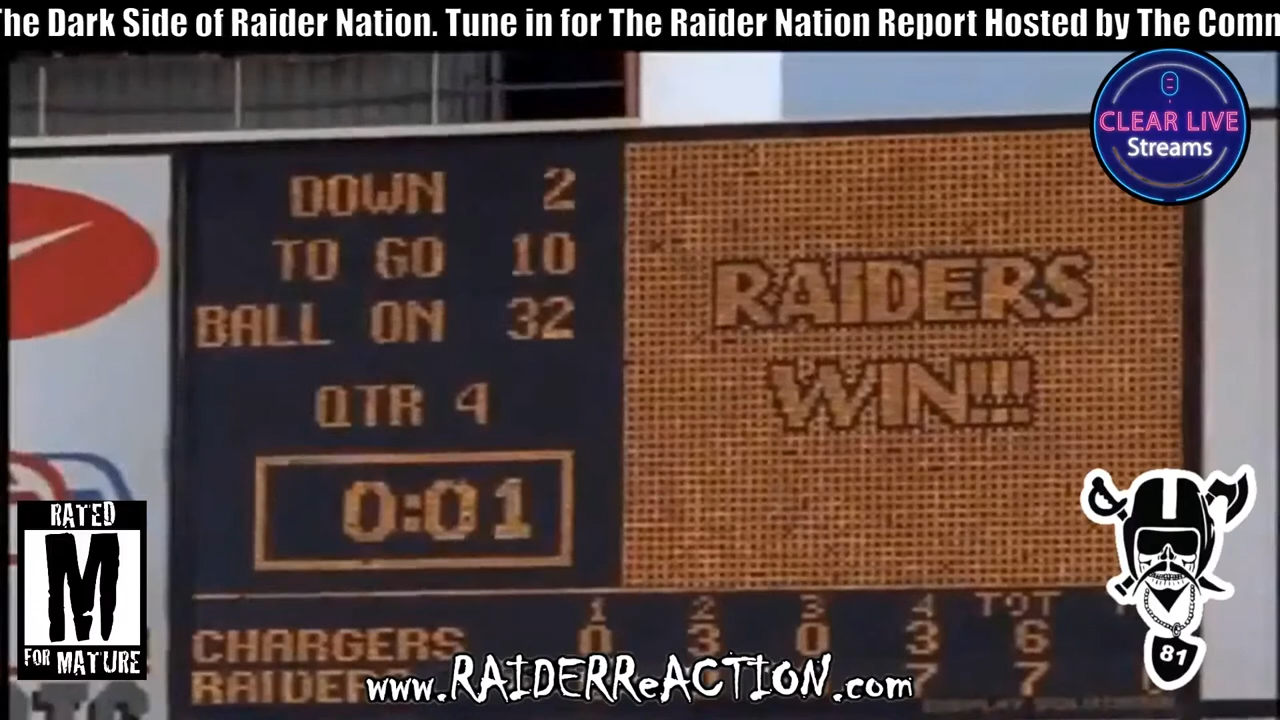 The Dark Side of Raider Nation. Tune in for The Raider Nation Report Hosted by The Comm
CLEAR LIVE
Streams
DOWN 2
TO GO 10
BALL ON 32
QTR 4
0:01
RAIDERS
WIN!!!
1 2 3 4 TOT
CHARGERS 0 3 0 3 6
7 7
RATED
M
FOR MATURE
www.RAIDERReACTION.com
81